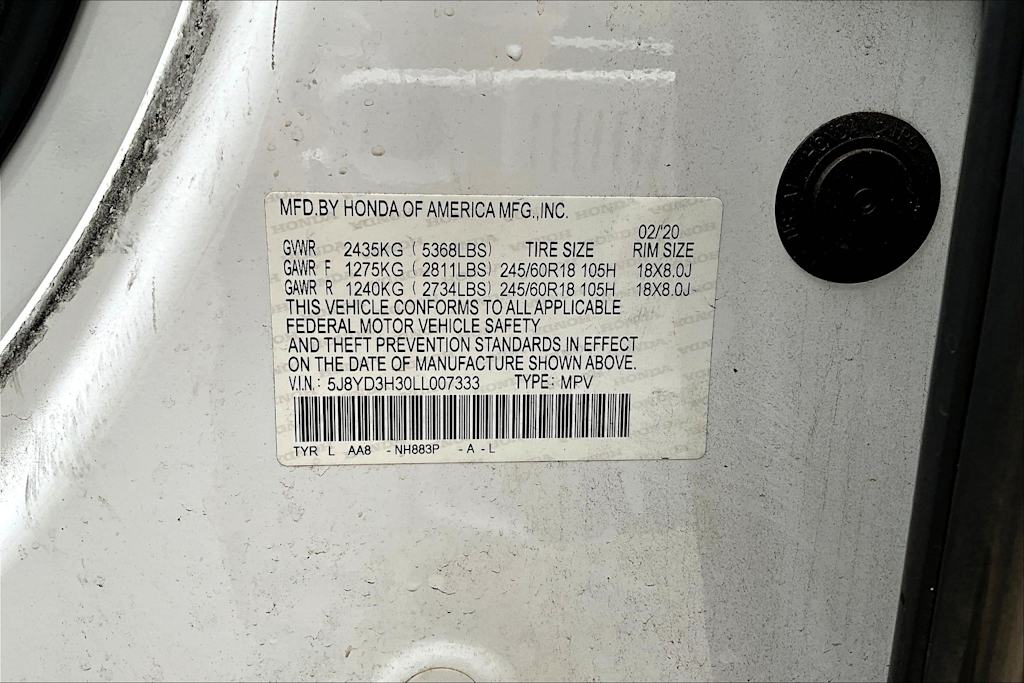 MFD.BY HONDA OF AMERICA MFG.,INC.
02/'20
GVWR 2435KG ( 5368LBS) TIRE SIZE RIM SIZE
GAWR F 1275KG ( 2811LBS) 245/60R18 105H 18X8.0J
GAWR R 1240KG ( 2734LBS) 245/60R18 105H 18X8.0J
THIS VEHICLE CONFORMS TO ALL APPLICABLE
FEDERAL MOTOR VEHICLE SAFETY
AND THEFT PREVENTION STANDARDS IN EFFECT
ON THE DATE OF MANUFACTURE SHOWN ABOVE.
V.I.N.: 5J8YD3H30LL007333 TYPE: MPV
TYR L AA8 -NH883P -A -L